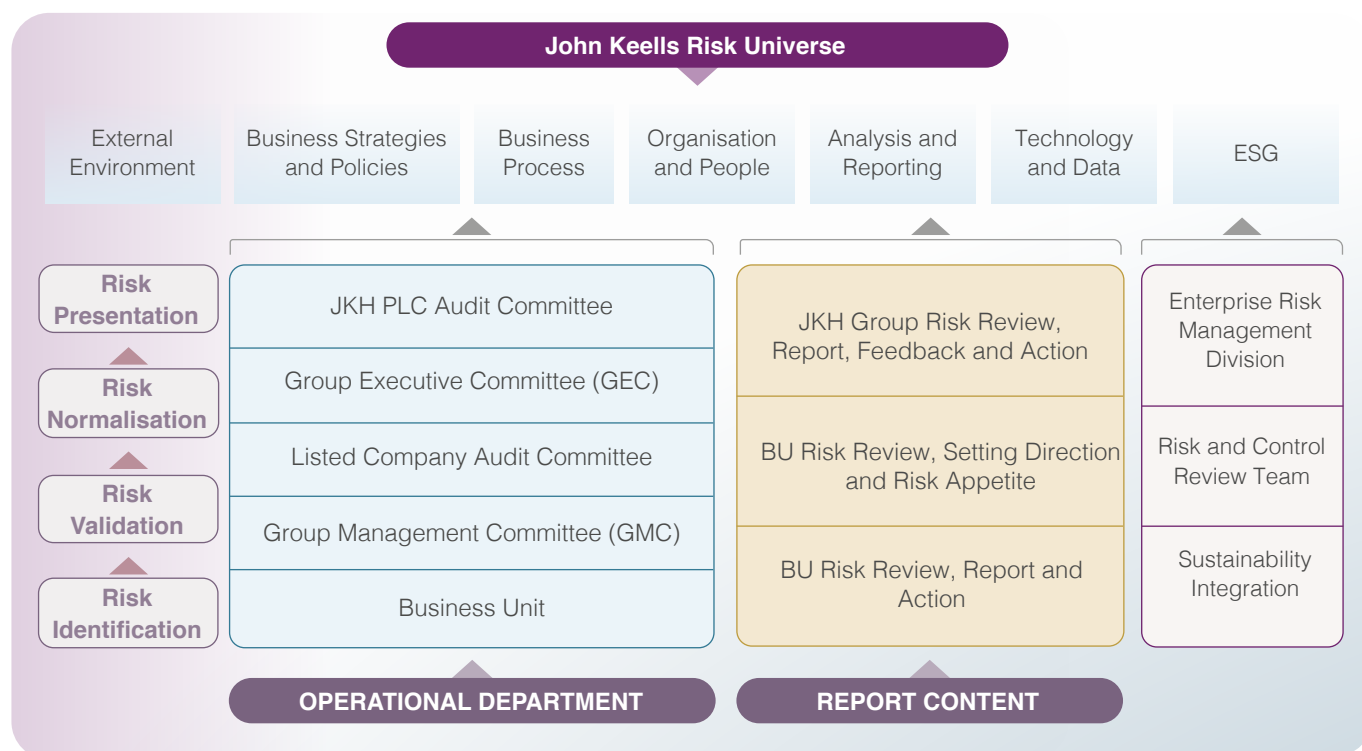 John Keells Risk Universe
External
Environment
Business Strategies
and Policies
Business
Process
Organisation
and People
Analysis and
Reporting
Technology
and Data
ESG
Risk
Presentation
Risk
Normalisation
Risk
Validation
Risk
Identification
JKH PLC Audit Committee
Group Executive Committee (GEC)
Listed Company Audit Committee
Group Management Committee (GMC)
Business Unit
OPERATIONAL DEPARTMENT
JKH Group Risk Review,
Report, Feedback and Action
BU Risk Review, Setting Direction
and Risk Appetite
BU Risk Review, Report and
Action
REPORT CONTENT
Enterprise Risk
Management
Division
Risk and Control
Review Team
Sustainability
Integration